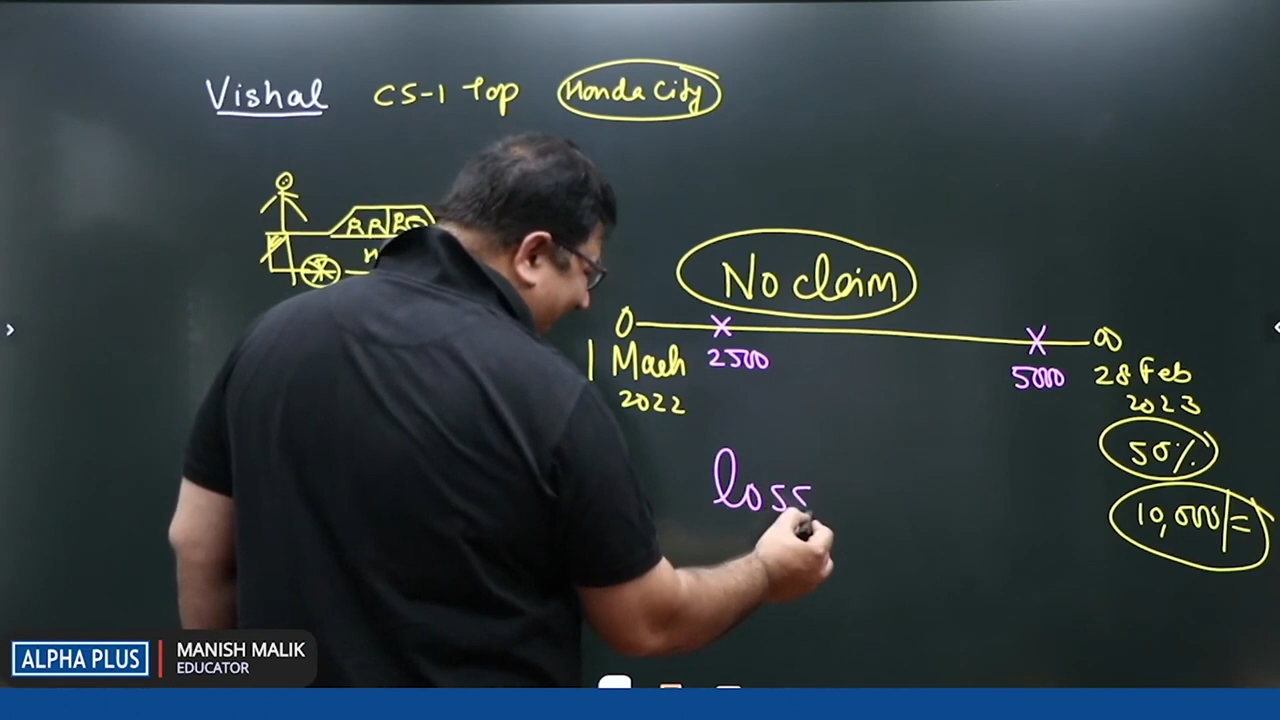 Vishal CS-1 Top Honda City
No claim
1 March
2022
2500
5000
28 Feb
2023
50%
10,000/=
loss
ALPHA PLUS
MANISH MALIK
EDUCATOR